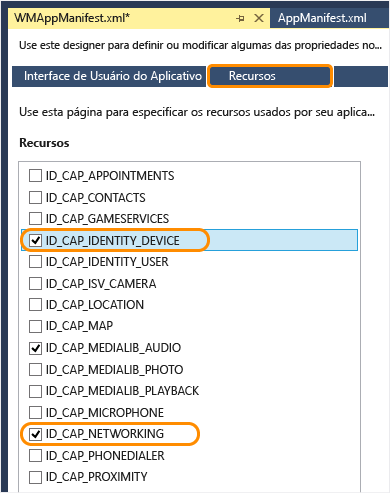 WMAppManifest.xml*
AppManifest.xml
Use este designer para definir ou modificar algumas das propriedades no...
Interface de Usuário do Aplicativo
Recursos
Use esta página para especificar os recursos usados por seu aplica...
Recursos
ID_CAP_APPOINTMENTS
ID_CAP_CONTACTS
ID_CAP_GAMESERVICES
ID_CAP_IDENTITY_DEVICE
ID_CAP_IDENTITY_USER
ID_CAP_ISV_CAMERA
ID_CAP_LOCATION
ID_CAP_MAP
ID_CAP_MEDIALIB_AUDIO
ID_CAP_MEDIALIB_PHOTO
ID_CAP_MEDIALIB_PLAYBACK
ID_CAP_MICROPHONE
ID_CAP_NETWORKING
ID_CAP_PHONEDIALER
ID_CAP_PROXIMITY